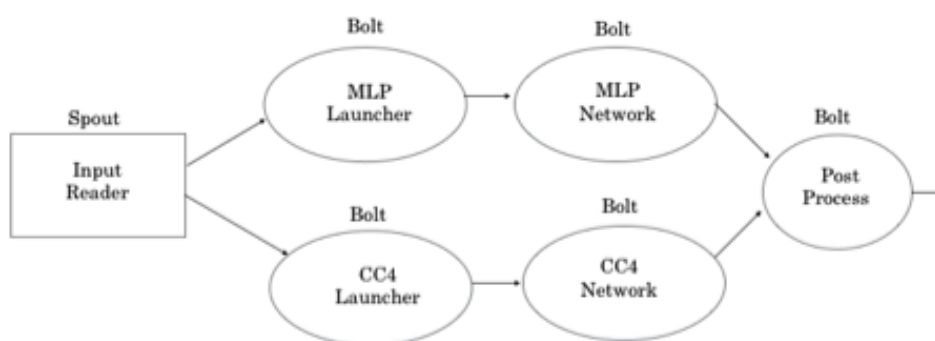 Spout
Input
Reader
Bolt
MLP
Launcher
Bolt
MLP
Network
Bolt
CC4
Launcher
Bolt
CC4
Network
Bolt
Post
Process